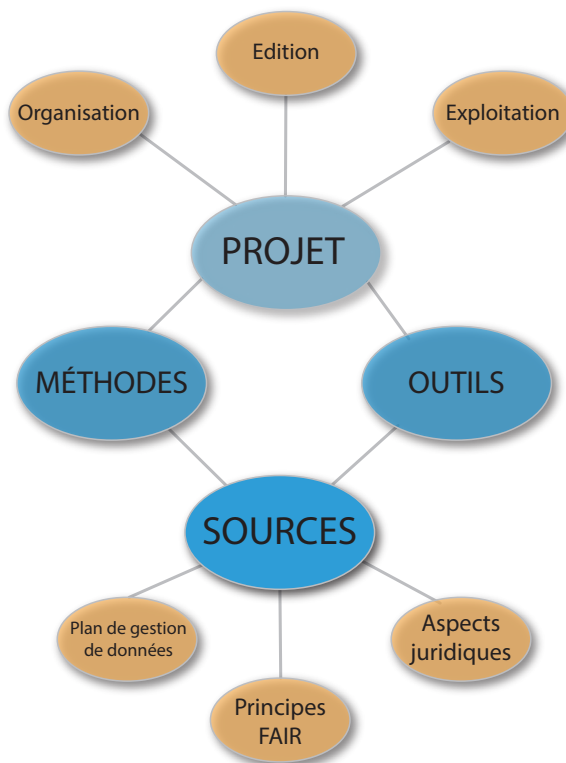 Edition
Organisation
Exploitation
PROJET
MÉTHODES
OUTILS
SOURCES
Plan de gestion
de données
Aspects
juridiques
Principes
FAIR